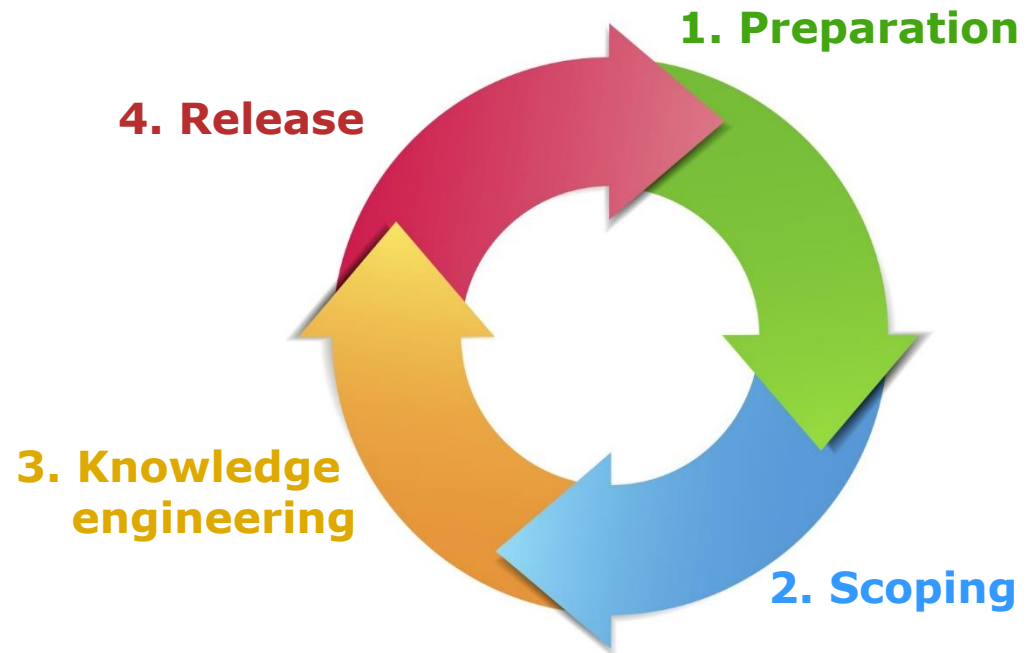 1. Preparation
2. Scoping
3. Knowledge
engineering
4. Release